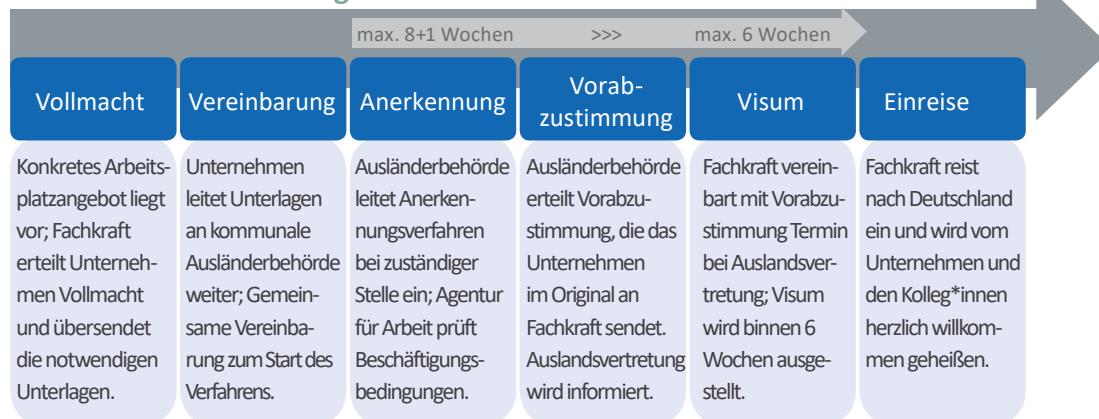 max. 8+1 Wochen >>> max. 6 Wochen
Vollmacht
Konkretes Arbeits-
platzangebot liegt
vor; Fachkraft
erteilt Unterneh-
men Vollmacht
und übersendet
die notwendigen
Unterlagen.
Vereinbarung
Unternehmen
leitet Unterlagen
an kommunale
Ausländerbehörde
weiter; Gemein-
same Vereinba-
rung zum Start des
Verfahrens.
Anerkennung
Ausländerbehörde
leitet Anerken-
nungsverfahren
bei zuständiger
Stelle ein; Agentur
für Arbeit prüft
Beschäftigungs-
bedingungen.
Vorab-
zustimmung
Ausländerbehörde
erteilt Vorabzu-
stimmung, die das
Unternehmen
im Original an
Fachkraft sendet.
Auslandsvertretung
wird informiert.
Visum
Fachkraft verein-
bart mit Vorabzu-
stimmung Termin
bei Auslandsver-
tretung; Visum
wird binnen 6
Wochen ausge-
stellt.
Einreise
Fachkraft reist
nach Deutschland
ein und wird vom
Unternehmen und
den Kolleg*innen
herzlich willkom-
men geheißen.